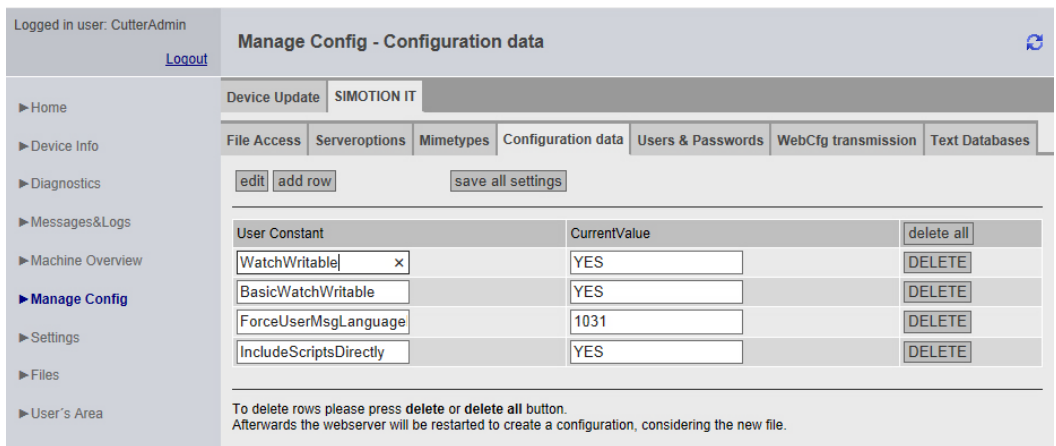 Logged in user: CutterAdmin
Logout
Manage Config - Configuration data
►Home
►Device Info
►Diagnostics
►Messages&Logs
►Machine Overview
►Manage Config
►Settings
►Files
►User´s Area
Device Update SIMOTION IT
File Access Serveroptions Mimetypes Configuration data Users & Passwords WebCfg transmission Text Databases
edit add row save all settings
User Constant CurrentValue delete all
WatchWritable × YES DELETE
BasicWatchWritable YES DELETE
ForceUserMsgLanguage 1031 DELETE
IncludeScriptsDirectly YES DELETE
To delete rows please press delete or delete all button.
Afterwards the webserver will be restarted to create a configuration, considering the new file.